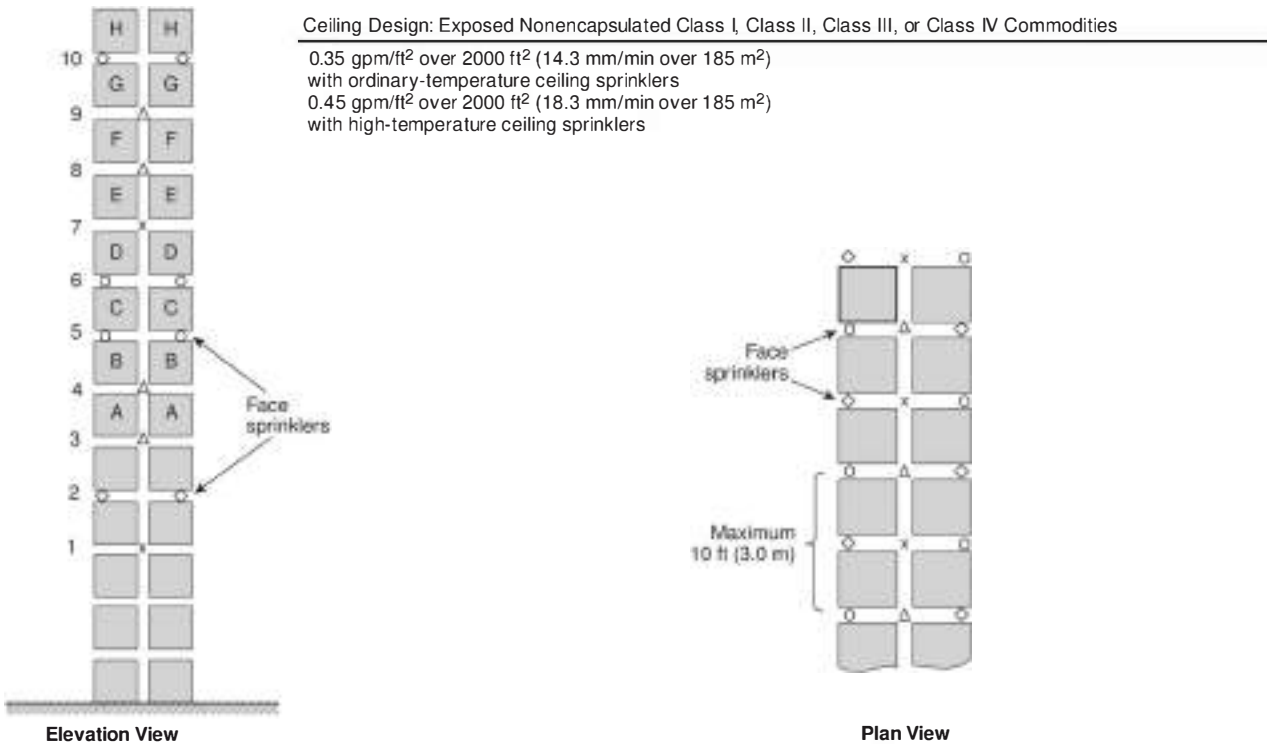 Ceiling Design: Exposed Nonencapsulated Class I, Class II, Class III, or Class IV Commodities
0.35 gpm/ft² over 2000 ft² (14.3 mm/min over 185 m²)
with ordinary-temperature ceiling sprinklers
0.45 gpm/ft² over 2000 ft² (18.3 mm/min over 185 m²)
with high-temperature ceiling sprinklers
H H
10
G G
9
F F
8
E E
7
x
D D
6
C C
5
B B
4
A A
3
2
1
x
Face
sprinklers
Elevation View
x
Face
sprinklers
x
Maximum
10 ft (3.0 m)
x
Plan View